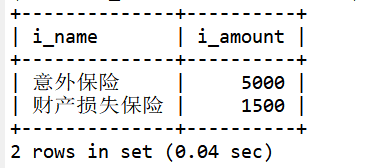 +--------------+----------+
| i_name       | i_amount |
+--------------+----------+
| 意外保险     |     5000 |
| 财产损失保险 |     1500 |
+--------------+----------+
2 rows in set (0.04 sec)